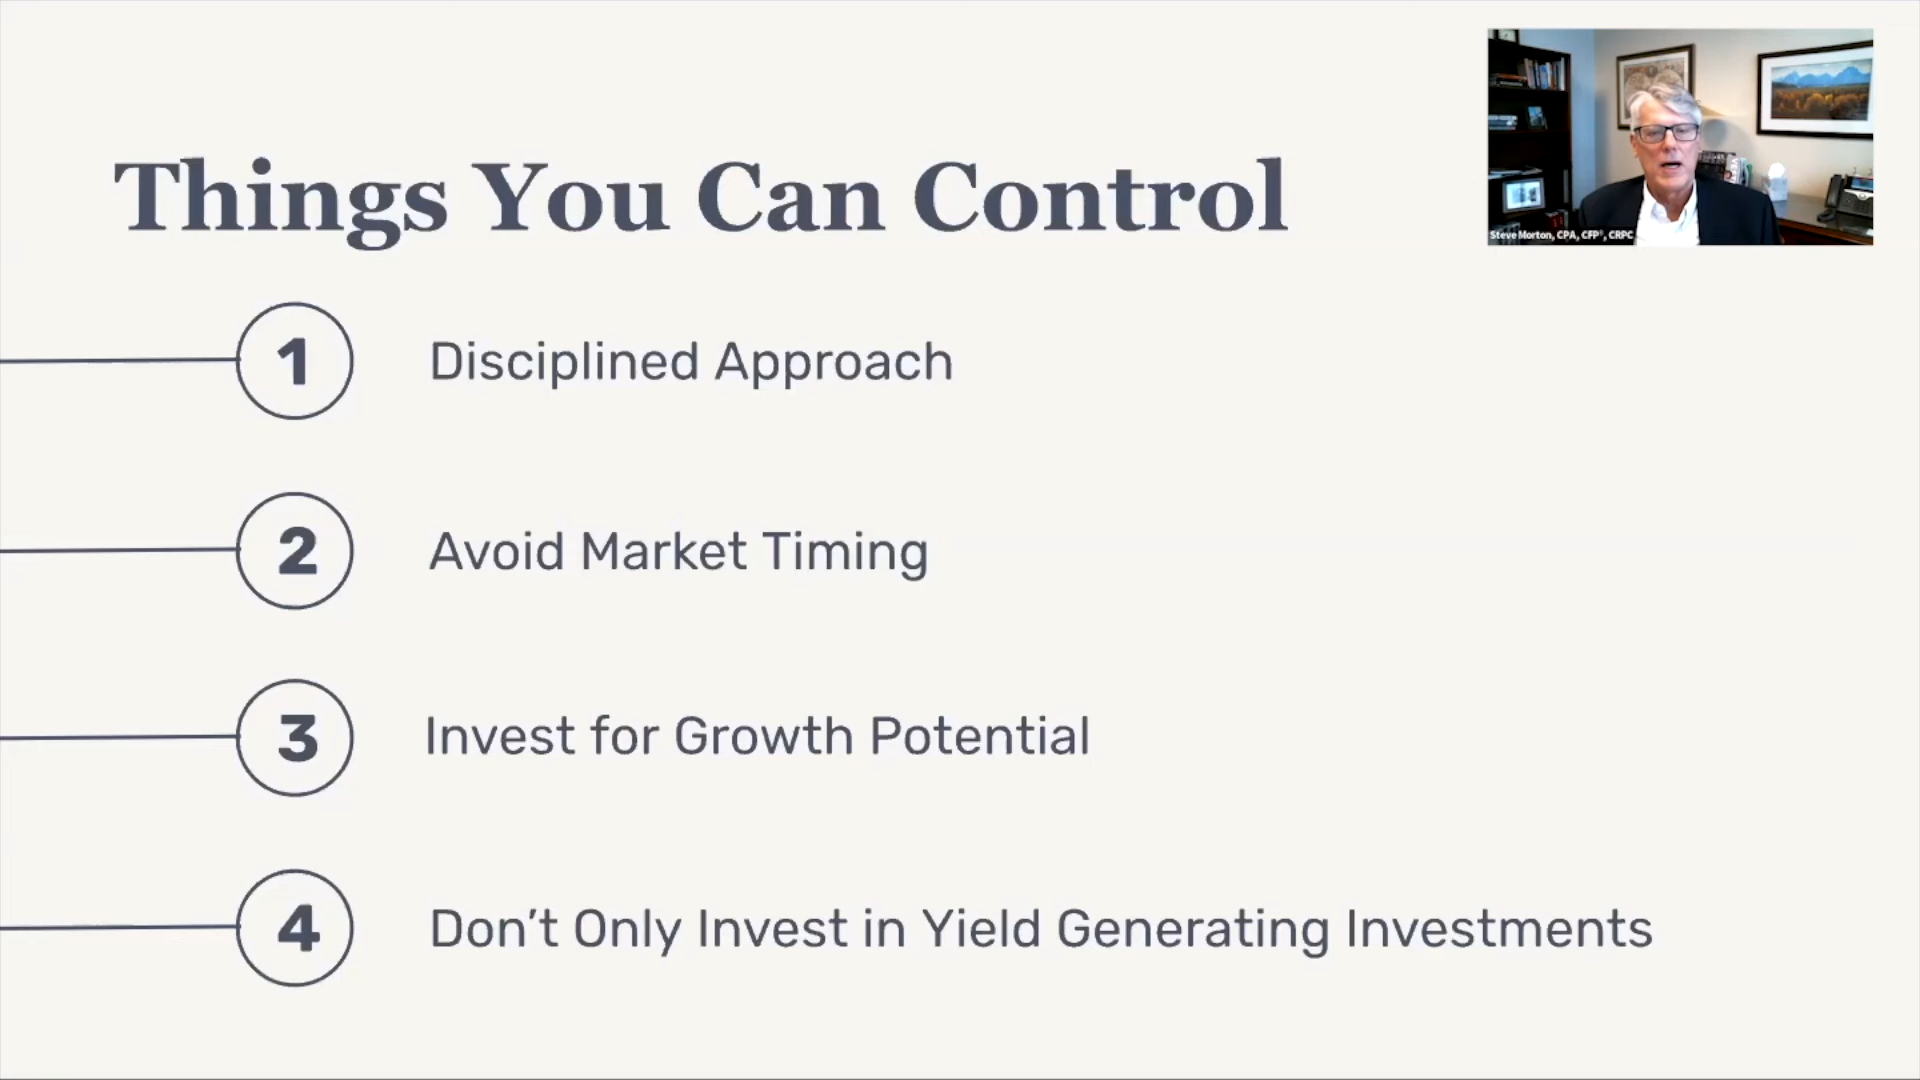 Things You Can Control
Steve Morton, CPA, CFP®, CRPC
1
Disciplined Approach
2
Avoid Market Timing
3
Invest for Growth Potential
4
Don’t Only Invest in Yield Generating Investments